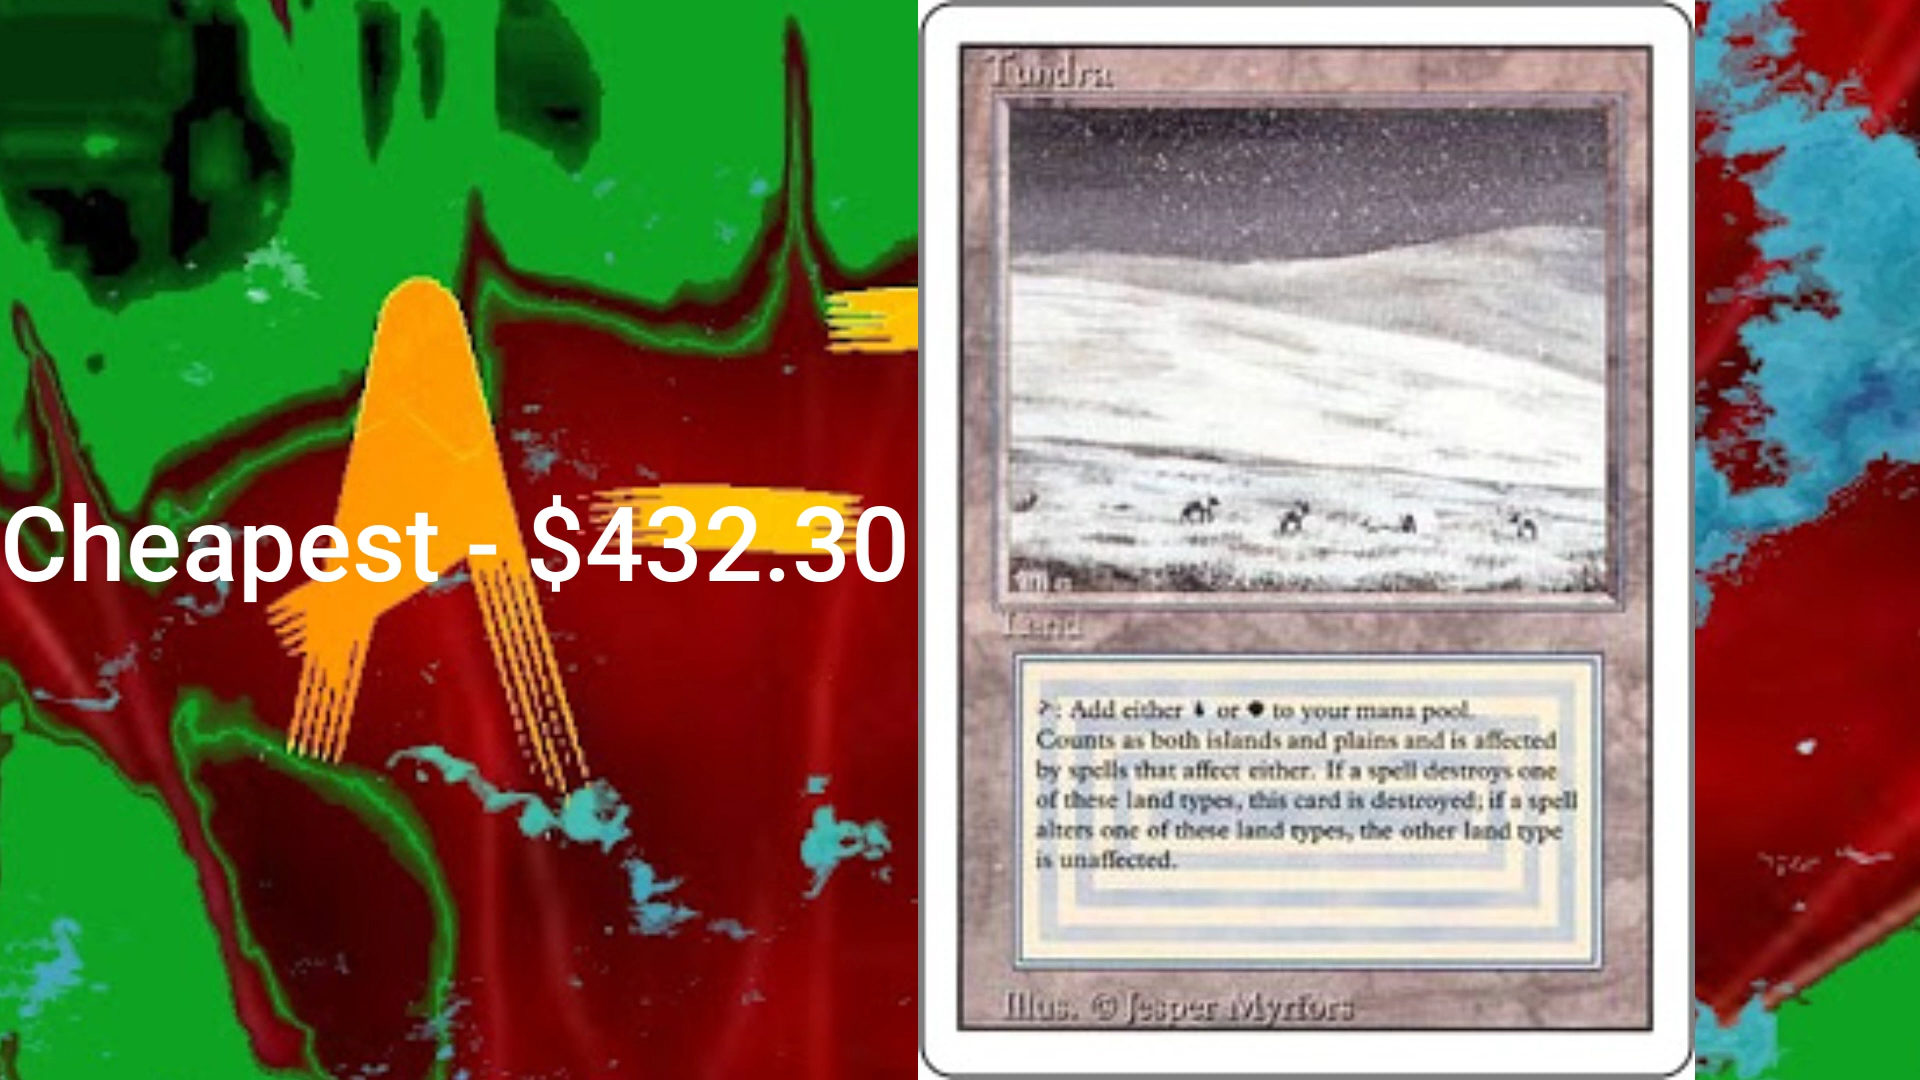 Cheapest - $432.30
Tundra
Land
: Add either or to your mana pool.
Counts as both islands and plains and is affected
by spells that affect either. If a spell destroys one
of these land types, this card is destroyed; if a spell
alters one of these land types, the other land type
is unaffected.
Illus. © Jesper Myrfors